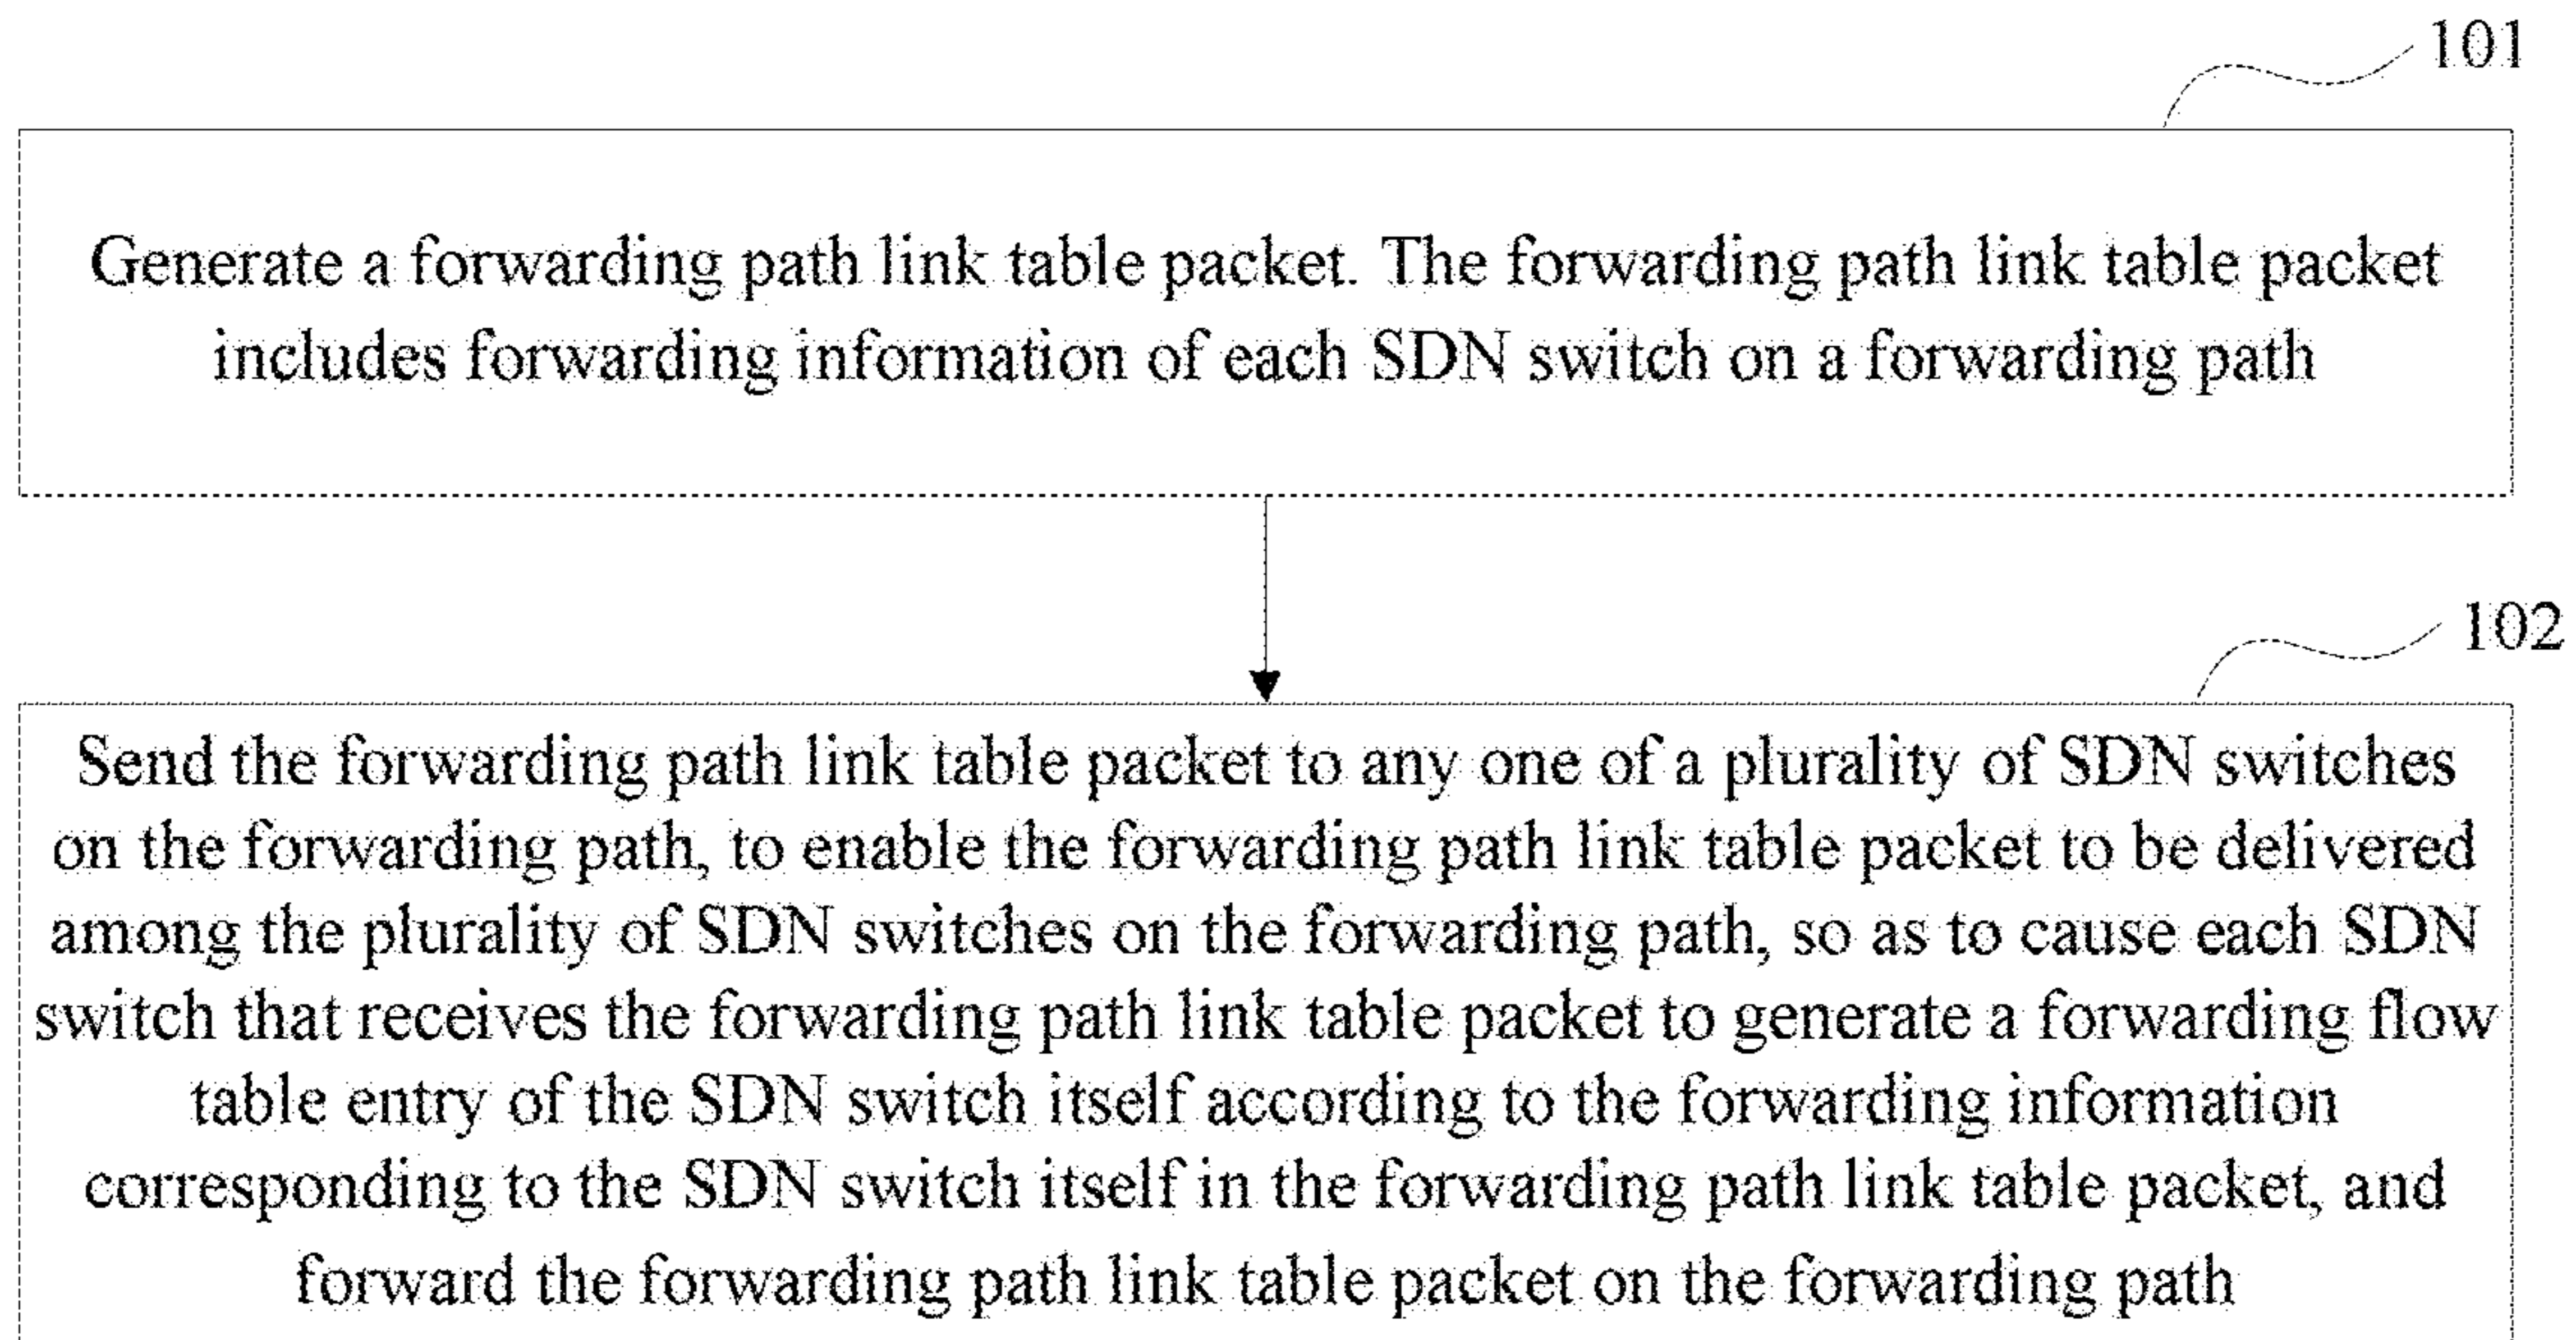 101
Generate a forwarding path link table packet. The forwarding path link table packet
includes forwarding information of each SDN switch on a forwarding path
102
Send the forwarding path link table packet to any one of a plurality of SDN switches
on the forwarding path, to enable the forwarding path link table packet to be delivered
among the plurality of SDN switches on the forwarding path, so as to cause each SDN
switch that receives the forwarding path link table packet to generate a forwarding flow
table entry of the SDN switch itself according to the forwarding information
corresponding to the SDN switch itself in the forwarding path link table packet, and
forward the forwarding path link table packet on the forwarding path